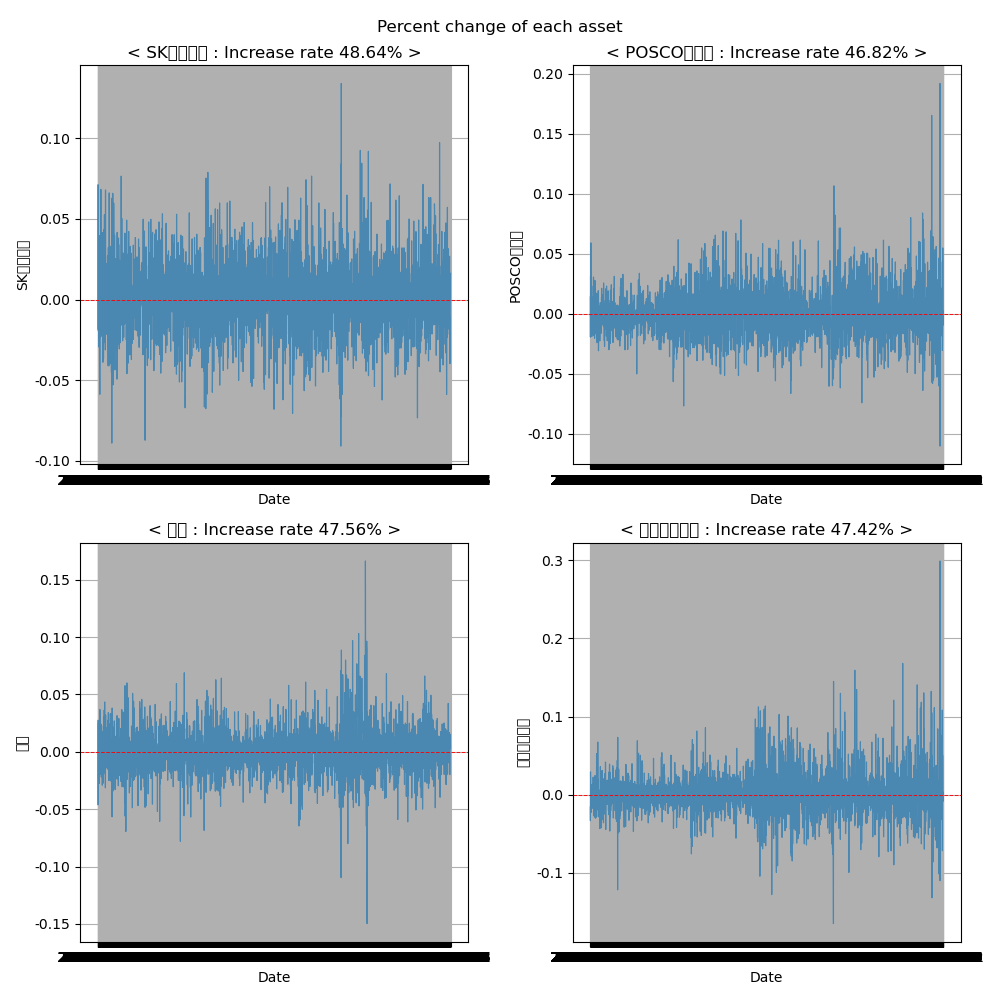 Percent change of each asset
< SK□□□□ : Increase rate 48.64% >
0.10
0.05
0.00
-0.05
-0.10
SK□□□□
Date
< POSCO□□□ : Increase rate 46.82% >
0.20
0.15
0.10
0.05
0.00
-0.05
-0.10
POSCO□□□
Date
< □□ : Increase rate 47.56% >
0.15
0.10
0.05
0.00
-0.05
-0.10
-0.15
□□
Date
< □□□□□□ : Increase rate 47.42% >
0.3
0.2
0.1
0.0
-0.1
□□□□□□
Date